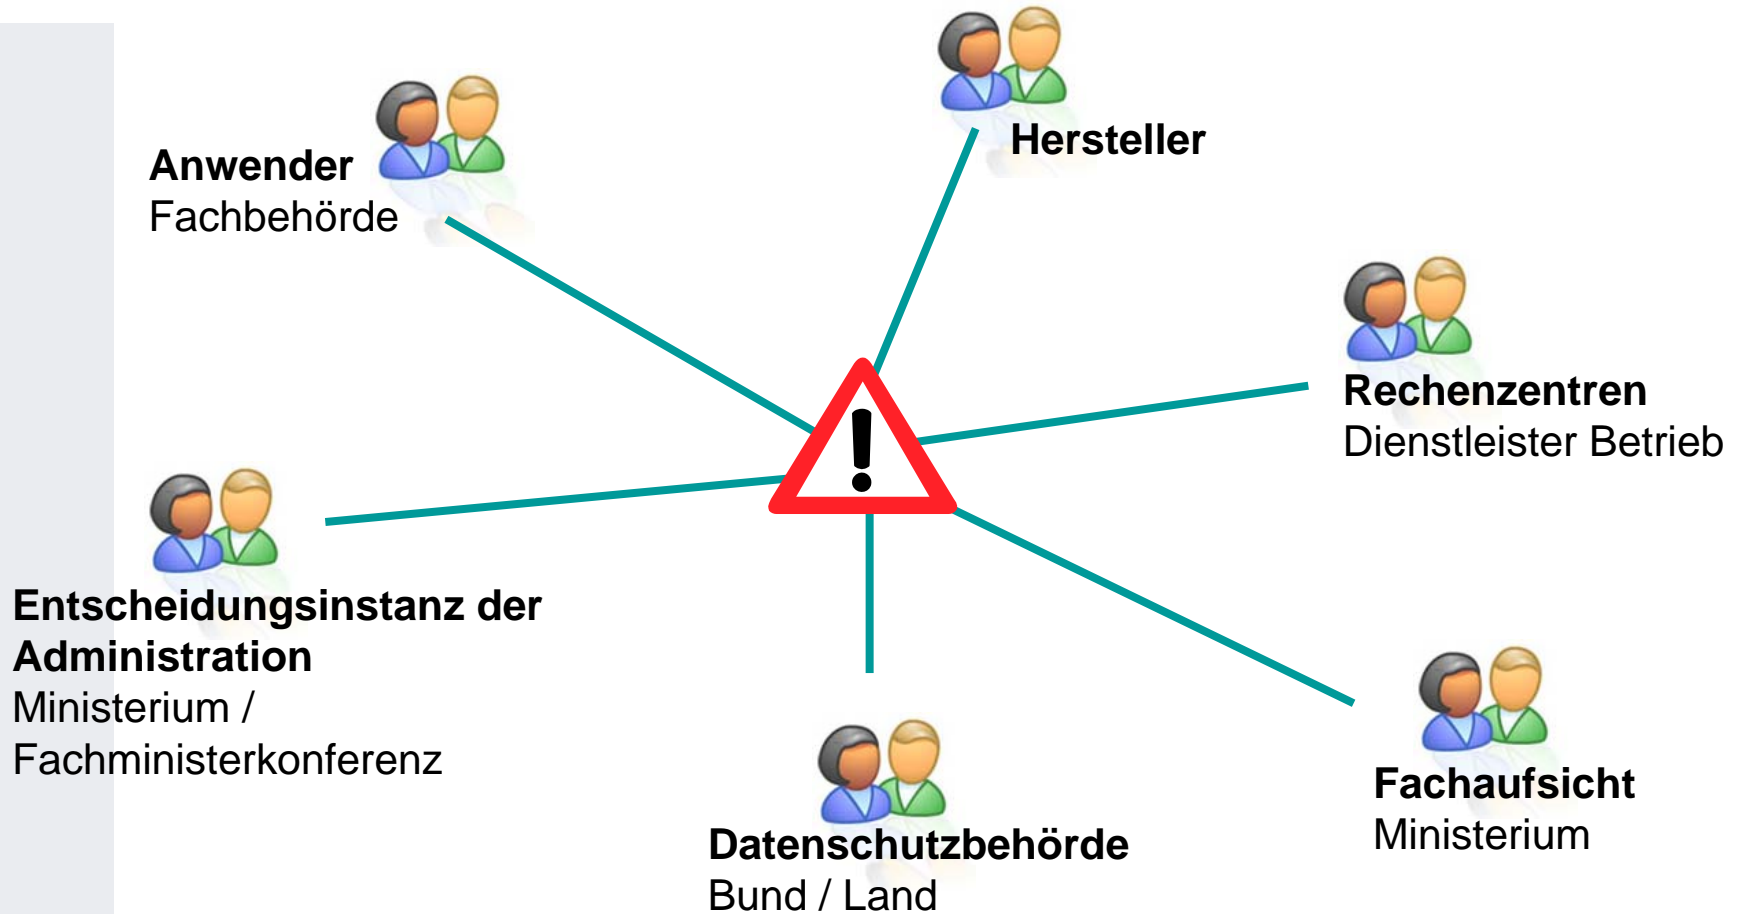 Hersteller
Anwender
Fachbehörde
Rechenzentren
Dienstleister Betrieb
!
Entscheidungsinstanz der
Administration
Ministerium /
Fachministerkonferenz
Fachaufsicht
Ministerium
Datenschutzbehörde
Bund / Land